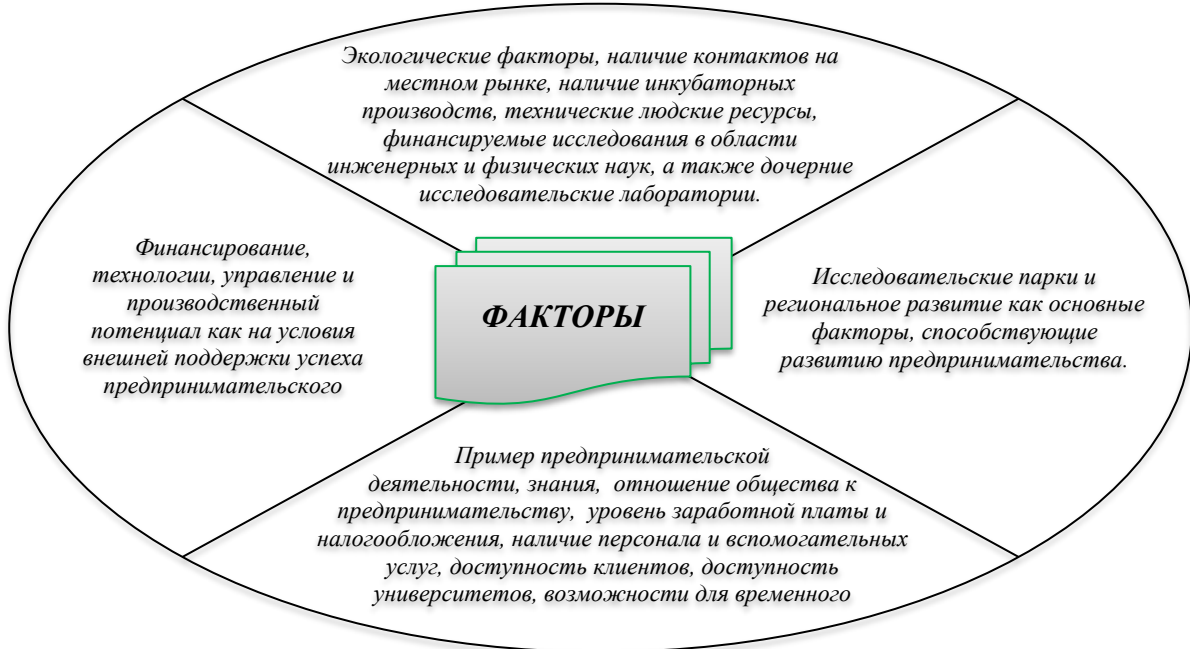 Экологические факторы, наличие контактов на
местном рынке, наличие инкубаторных
производств, технические людские ресурсы,
финансируемые исследования в области
инженерных и физических наук, а также дочерние
исследовательские лаборатории.
Финансирование,
технологии, управление и
производственный
потенциал как на условия
внешней поддержки успеха
предпринимательского
ФАКТОРЫ
Исследовательские парки и
региональное развитие как основные
факторы, способствующие
развитию предпринимательства.
Пример предпринимательской
деятельности, знания, отношение общества к
предпринимательству, уровень заработной платы и
налогообложения, наличие персонала и вспомогательных
услуг, доступность клиентов, доступность
университетов, возможности для временного